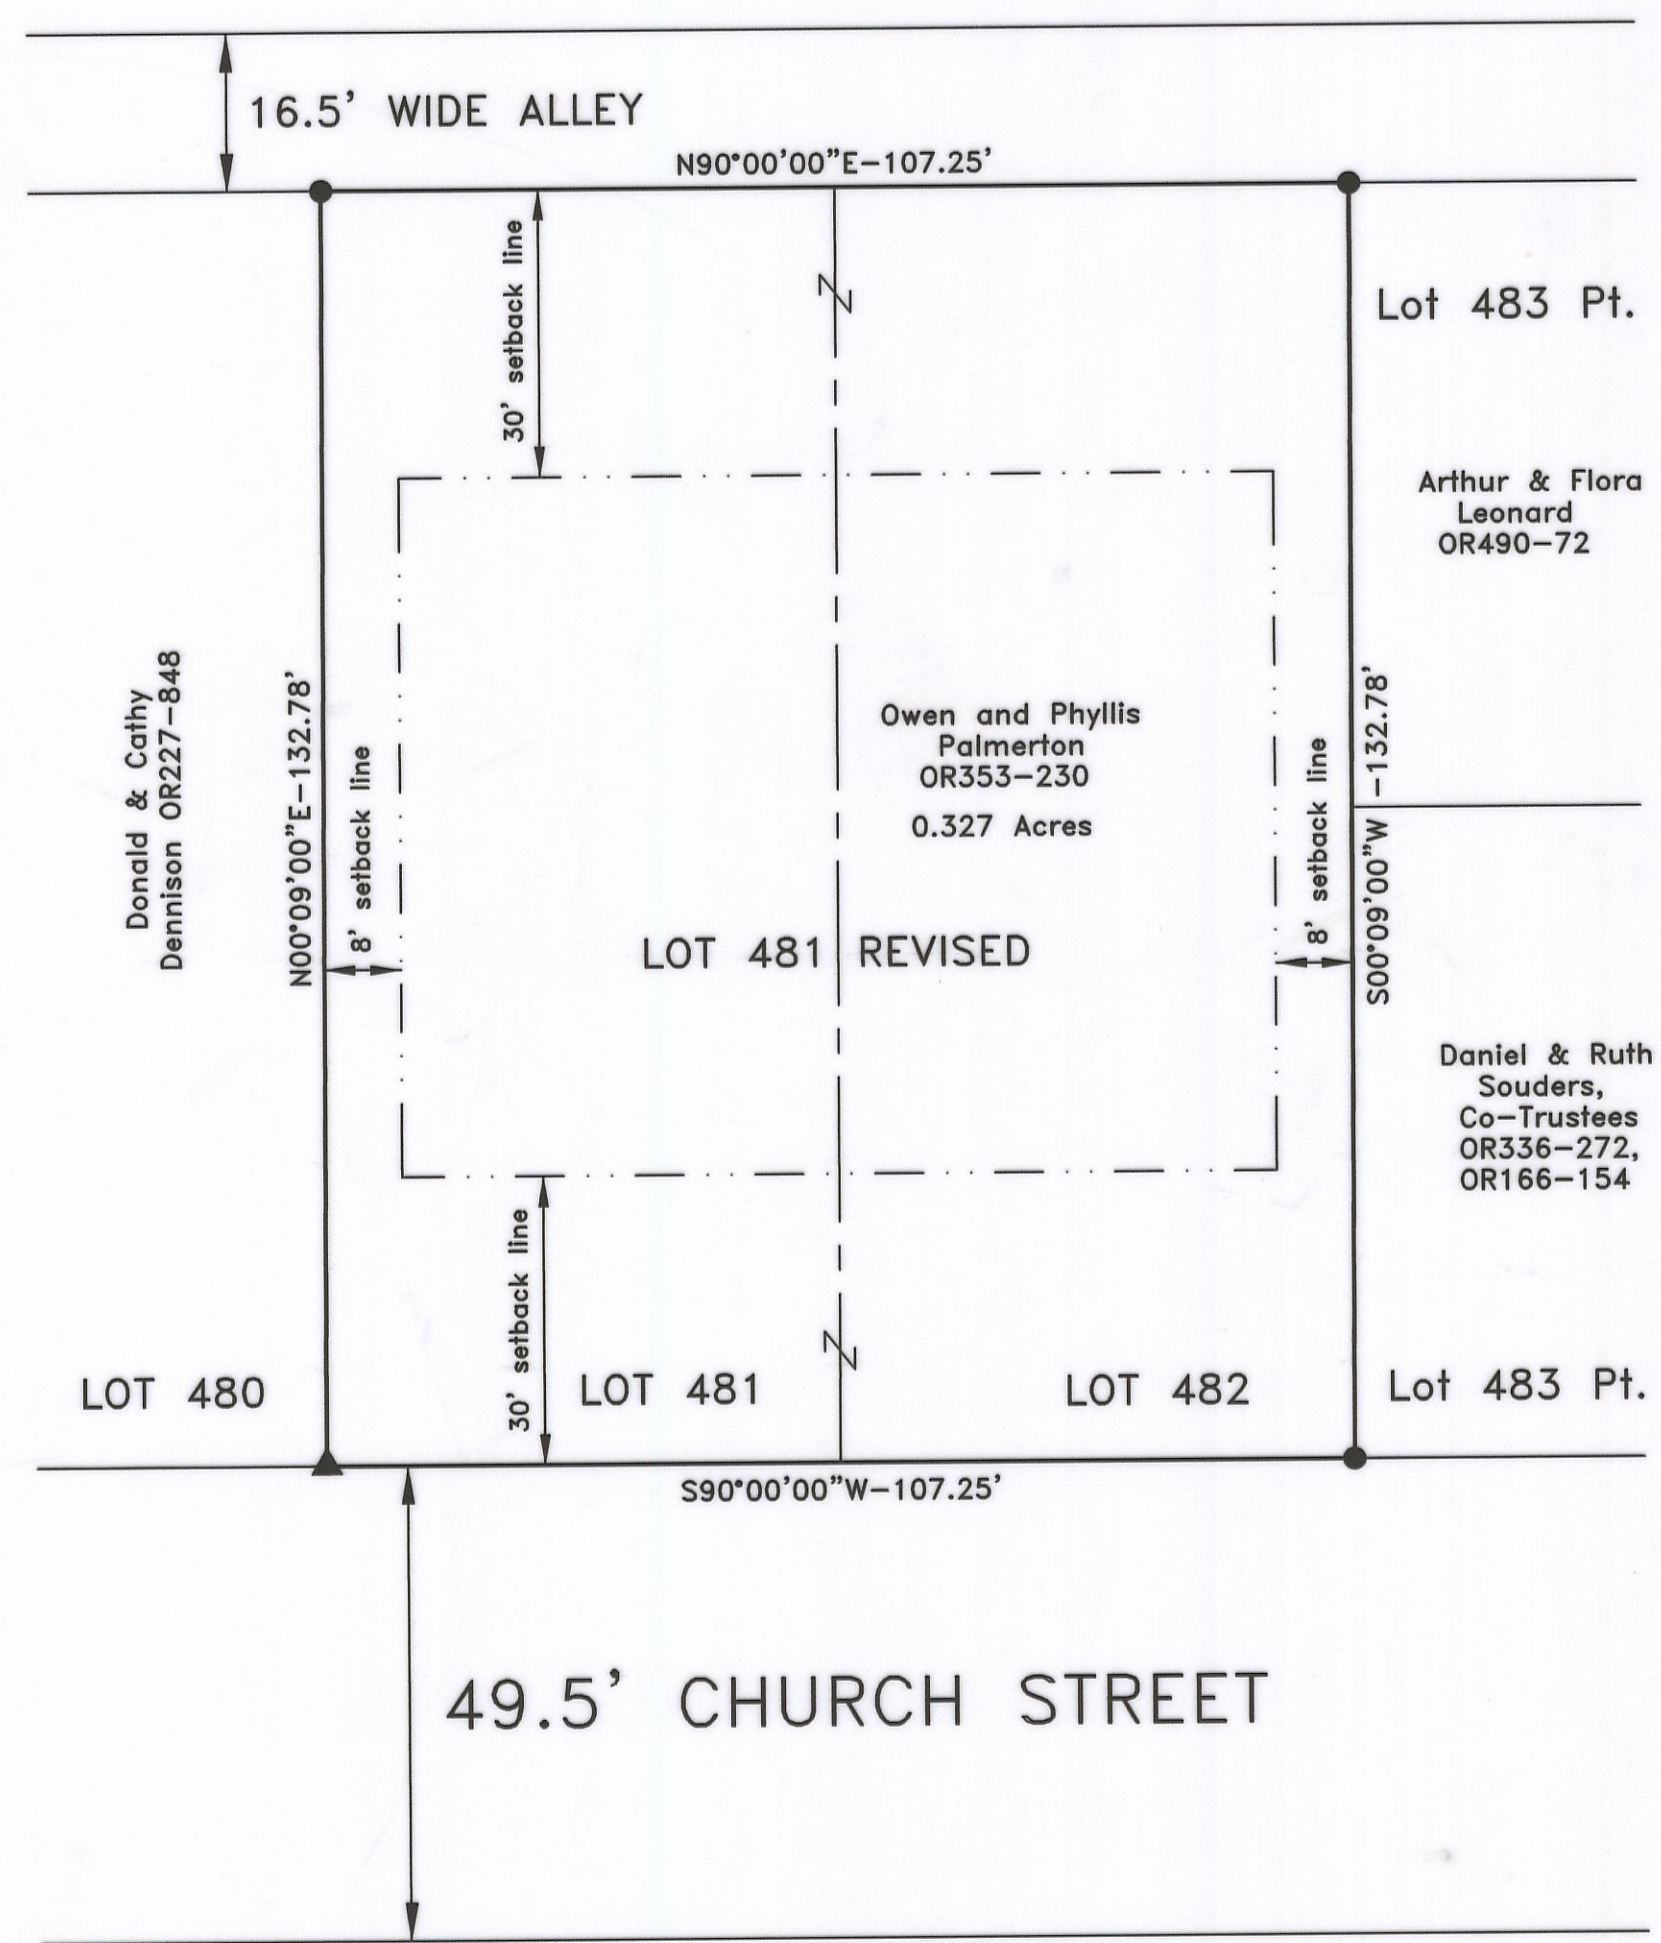 16.5' WIDE ALLEY
N90°00'00"E-107.25'
30' setback line
Lot 483 Pt.
Arthur & Flora
Leonard
OR490-72
Donald & Cathy
Dennison OR227-848
N00°09'00"E-132.78'
8' setback line
Owen and Phyllis
Palmerton
OR353-230
0.327 Acres
8' setback line
S00°09'00"W -132.78'
LOT 481 REVISED
Daniel & Ruth
Souders,
Co-Trustees
OR336-272,
OR166-154
30' setback line
LOT 480
LOT 481
LOT 482
Lot 483 Pt.
S90°00'00"W-107.25'
49.5' CHURCH STREET